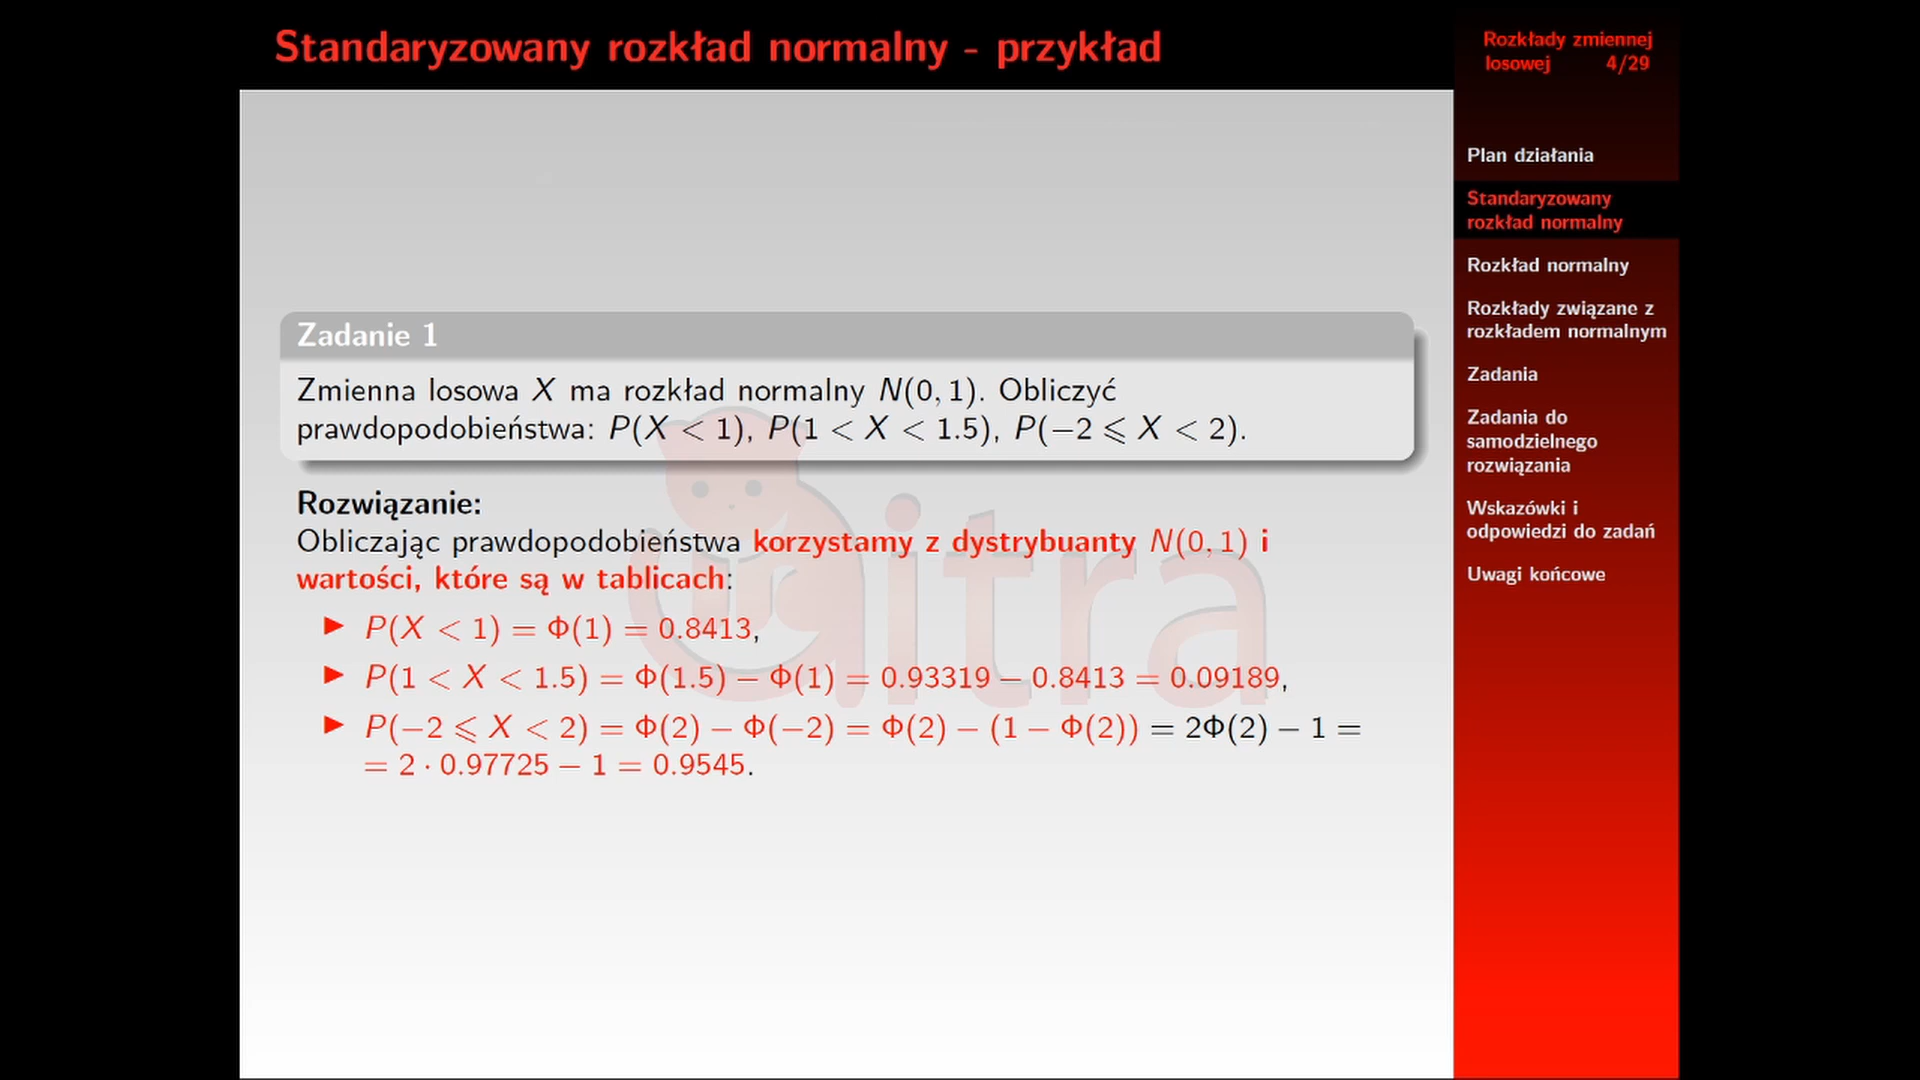 Standaryzowany rozkład normalny - przykład
Rozkłady zmiennej
losowej 4/29
Plan działania
Standaryzowany
rozkład normalny
Rozkład normalny
Rozkłady związane z
rozkładem normalnym
Zadania
Zadania do
samodzielnego
rozwiązania
Wskazówki i
odpowiedzi do zadań
Uwagi końcowe
Zadanie 1
Zmienna losowa X ma rozkład normalny N(0, 1). Obliczyć
prawdopodobieństwa: P(X < 1), P(1 < X < 1.5), P(−2 ⩽ X < 2).
Rozwiązanie:
Obliczając prawdopodobieństwa korzystamy z dystrybuanty N(0, 1) i
wartości, które są w tablicach:
► P(X < 1) = Φ(1) = 0.8413,
► P(1 < X < 1.5) = Φ(1.5) − Φ(1) = 0.93319 − 0.8413 = 0.09189,
► P(−2 ⩽ X < 2) = Φ(2) − Φ(−2) = Φ(2) − (1 − Φ(2)) = 2Φ(2) − 1 =
= 2 · 0.97725 − 1 = 0.9545.